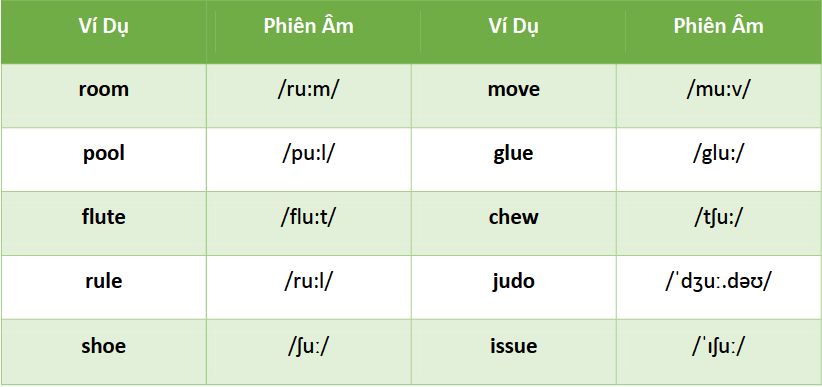 Ví Dụ Phiên Âm Ví Dụ Phiên Âm
room /ru:m/ move /mu:v/
pool /pu:l/ glue /glu:/
flute /flu:t/ chew /tʃu:/
rule /ru:l/ judo /ˈdʒuː.dəʊ/
shoe /ʃuː/ issue /ˈɪʃuː/